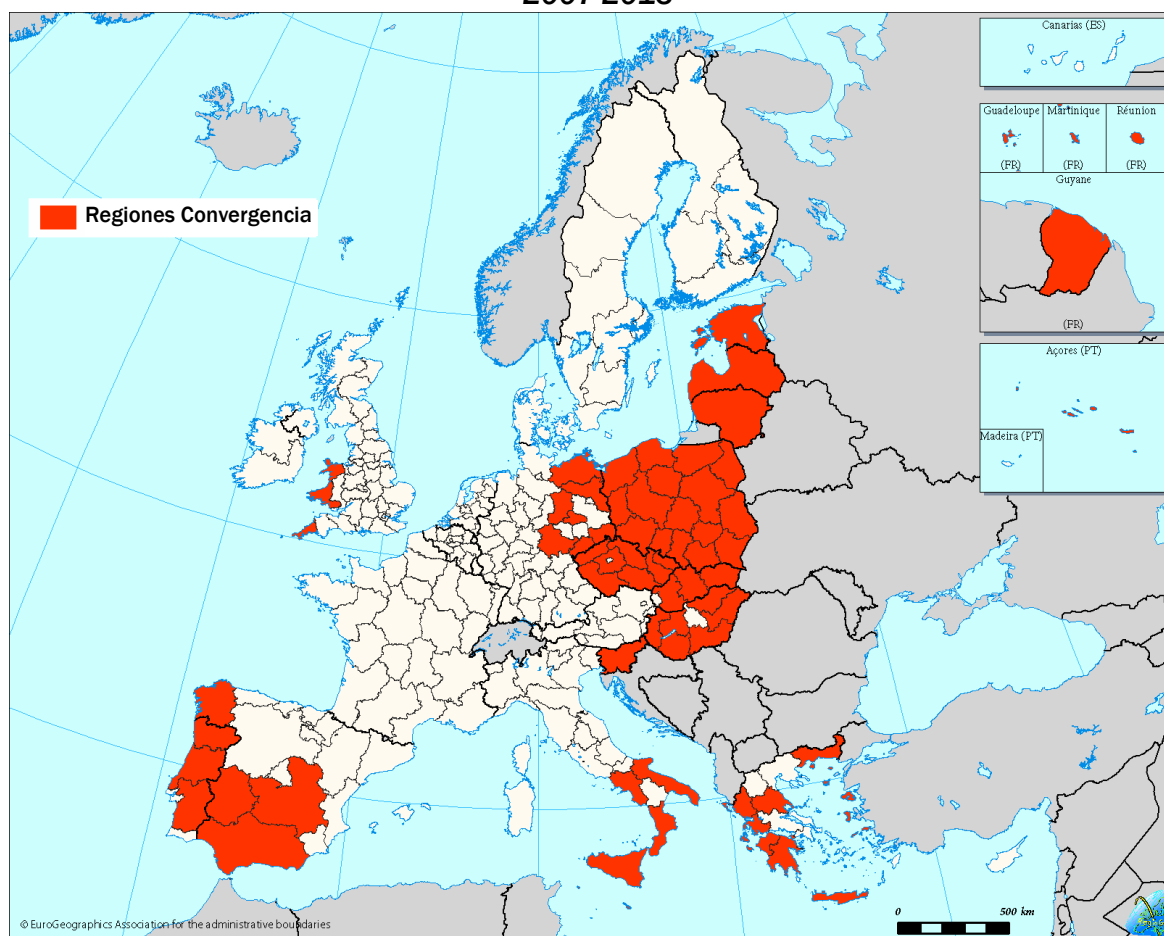 Canarias (ES)
Guadeloupe
Martinique
Réunion
(FR)
(FR)
(FR)
Guyane
(FR)
Regiones Convergencia
Açores (PT)
Madeira (PT)
0
500 km
© EuroGeographics Association for the administrative boundaries